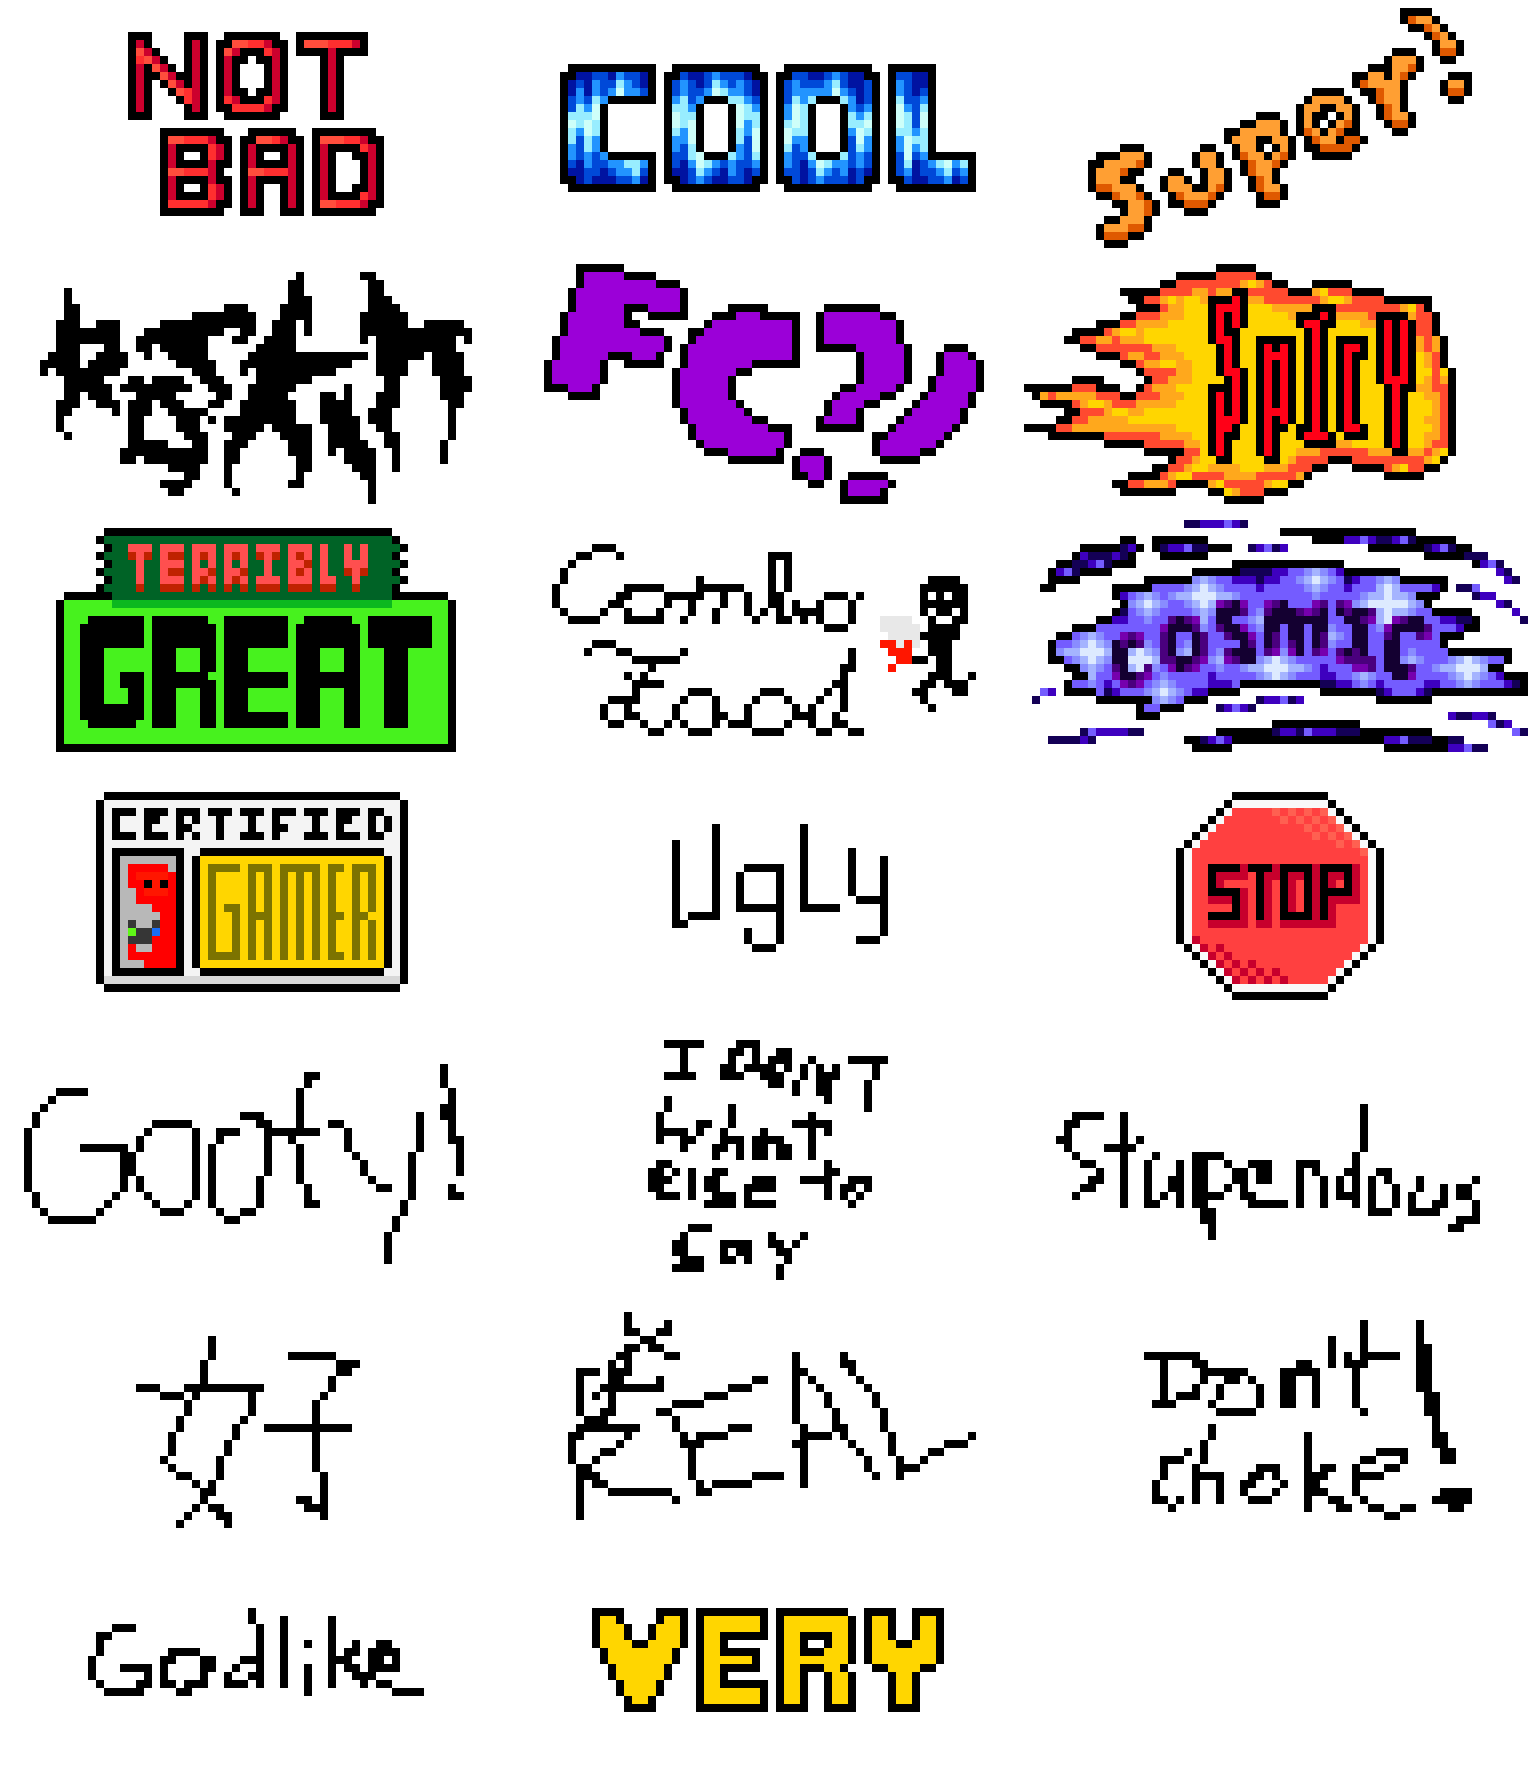 NOT
BAD
COOL
Super!
FC?!)
SPICY
TERRIBLY
GREAT
Combo
Food
COSMIC
CERTIFIED
GAMER
UgLy
STOP
Goofy!
I DON'T
What
else to
say
Stupendous
好
REAL
Don't
choke!
Godlike
VERY